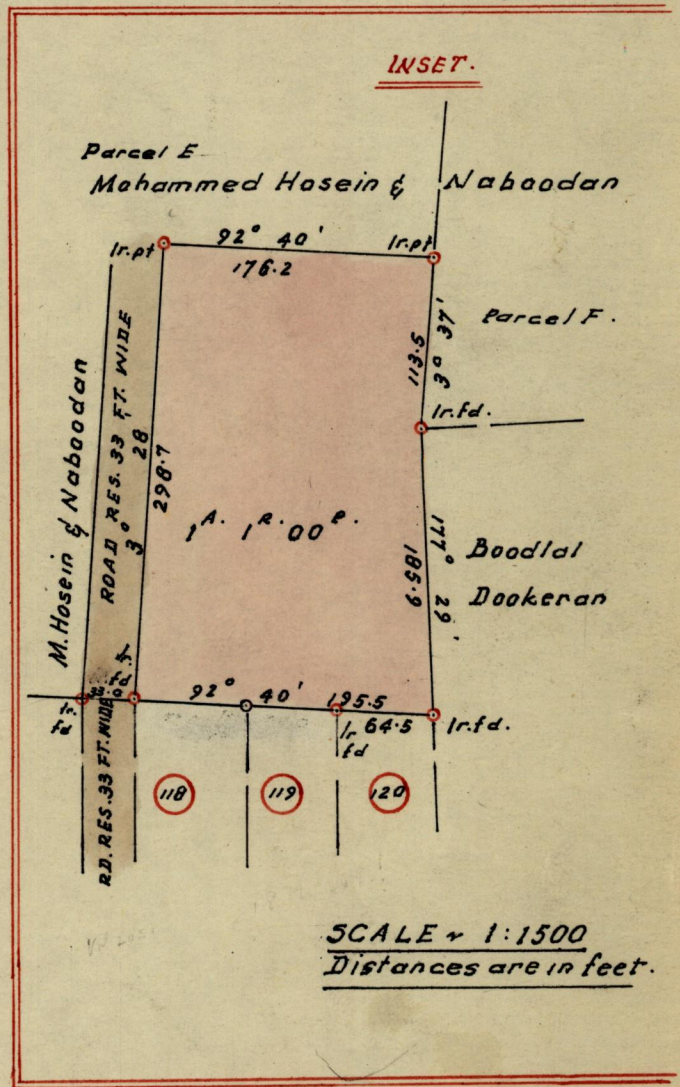 INSET.
Parcel E
Mohammed Hosein & Naboodan
Ir.pt
92° 40'
Ir.pt
176.2
Parcel F.
113.5
3° 37'
Ir.fd.
M. Hosein & Naboodan
ROAD RES. 33 FT. WIDE
3° 28
298.7
1ᴬ· 1ᴿ· 00ᴾ·
177° 29'
185.9
Boodlal
Dookeran
Ir.
fd
33.0
92° 40'
195.5
Ir
fd
64.5
Ir.fd.
RD. RES. 33 FT. WIDE
118
119
120
SCALE ~ 1:1500
Distances are in feet.